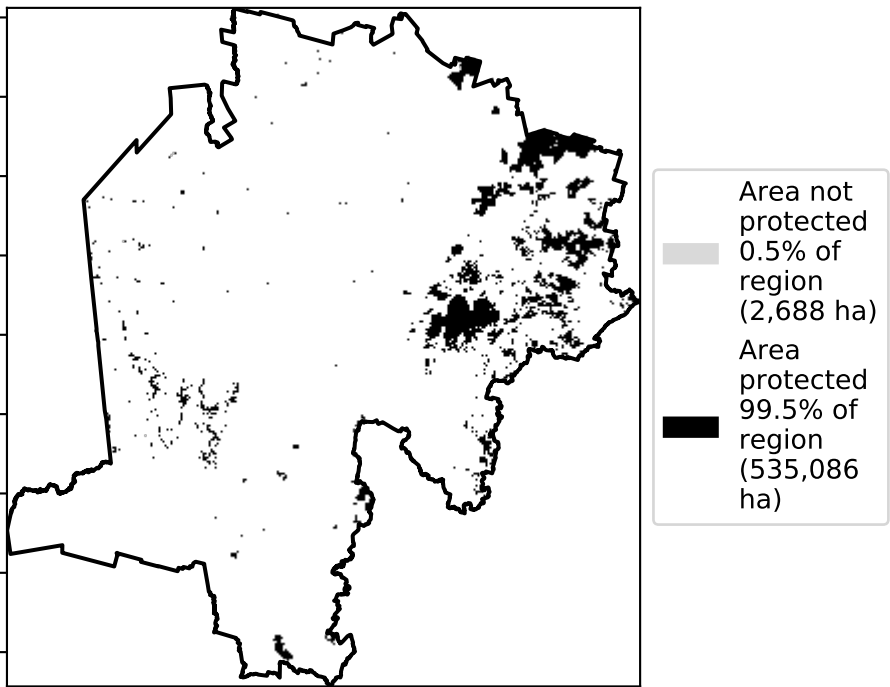 Area not
protected
0.5% of
region
(2,688 ha)
Area
protected
99.5% of
region
(535,086
ha)